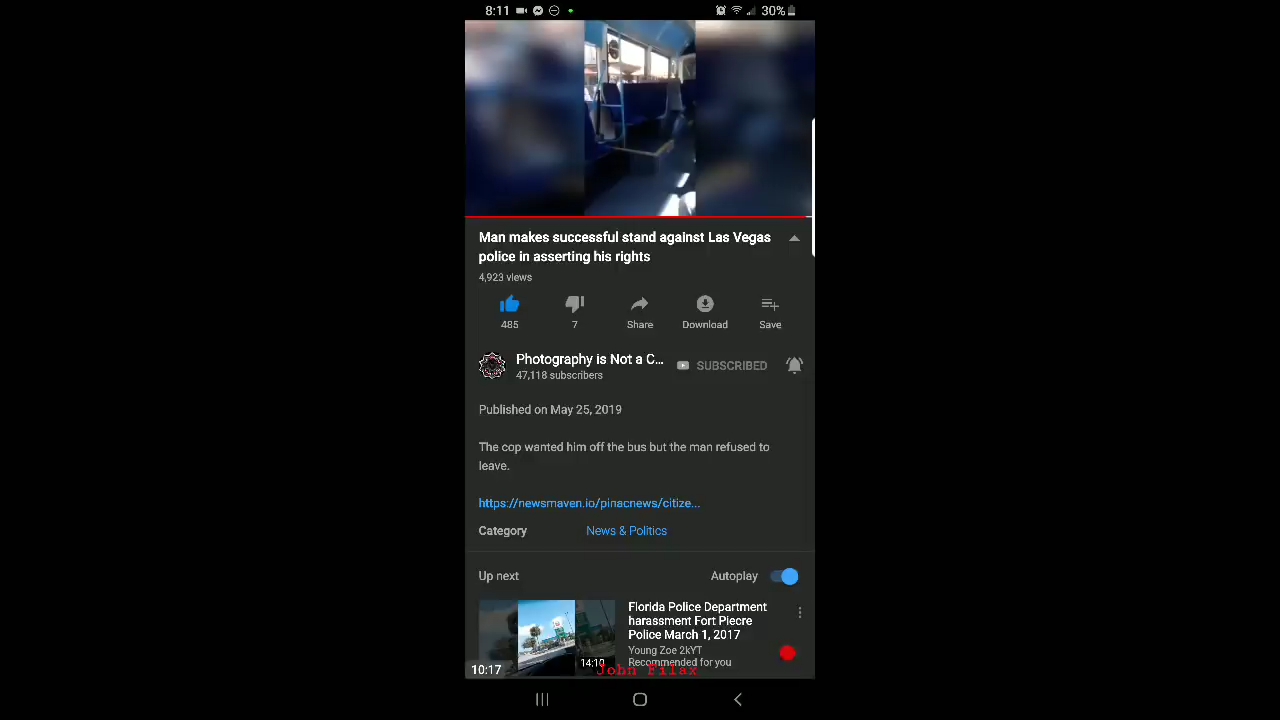 8:11
30%
Man makes successful stand against Las Vegas
police in asserting his rights
4,923 views
485
7
Share
Download
Save
Photography is Not a C...
47,118 subscribers
SUBSCRIBED
Published on May 25, 2019
The cop wanted him off the bus but the man refused to
leave.
https://newsmaven.io/pinacnews/citize...
Category
News & Politics
Up next
Autoplay
Florida Police Department
harassment Fort Piecre
Police March 1, 2017
Young Zoe 2kYT
Recommended for you
14:10
10:17
John Filax